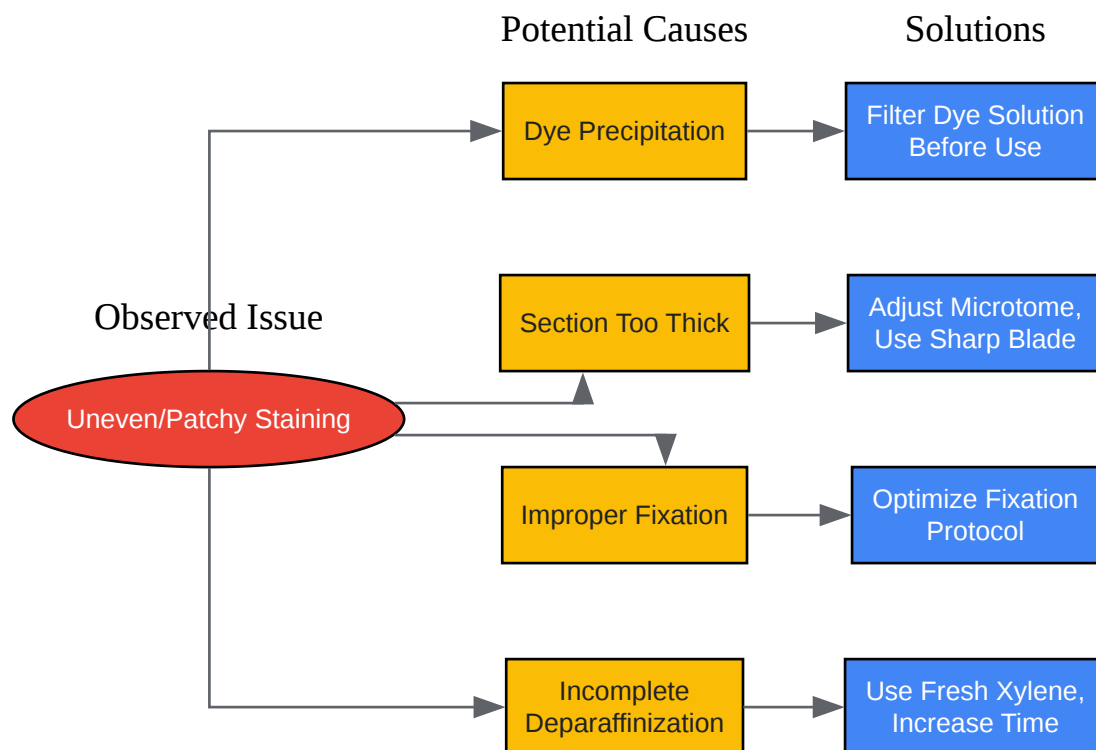 Potential Causes
Solutions
Dye Precipitation
Filter Dye Solution
Before Use
Observed Issue
Section Too Thick
Adjust Microtome,
Use Sharp Blade
Uneven/Patchy Staining
Improper Fixation
Optimize Fixation
Protocol
Incomplete
Deparaffinization
Use Fresh Xylene,
Increase Time